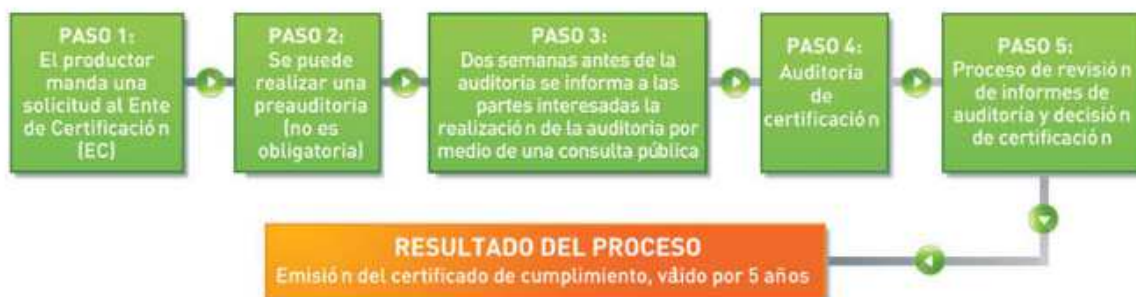 PASO 1:
El productor
manda una
solicitud al Ente
de Certificación
(EC)
PASO 2:
Se puede
realizar una
preauditoria
(no es
obligatoria)
PASO 3:
Dos semanas antes de la
auditoria se informa a las
partes interesadas la
realización de la auditoria por
medio de una consulta pública
PASO 4:
Auditoria
de
certificación
PASO 5:
Proceso de revisión
de informes de
auditoria y decisión
de certificación
RESULTADO DEL PROCESO
Emisión del certificado de cumplimiento, válido por 5 años